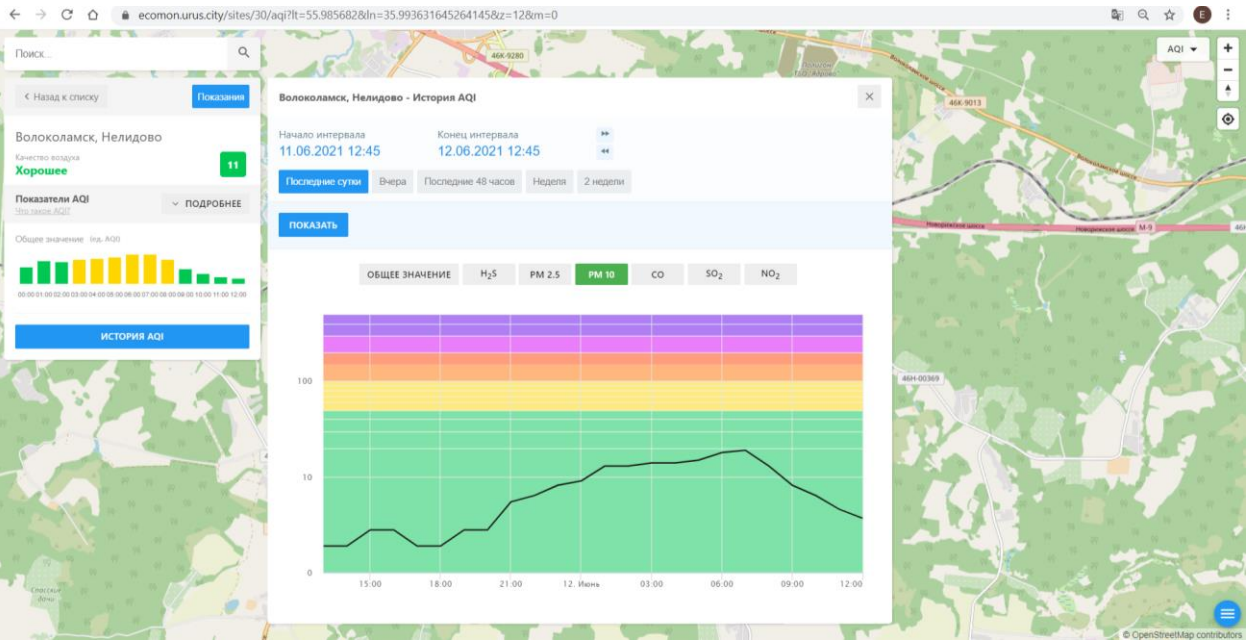 ecomon.urus.city/sites/30/aqi?lt=55.985682&ln=35.993631645264145&z=12&m=0
E
Поиск...
Назад к списку
Показания
Волоколамск, Нелидово
Качество воздуха
Хорошее
11
Показатели AQI
Что такое AQI?
ПОДРОБНЕЕ
Общее значение (ед. AQI)
00:00 01:00 02:00 03:00 04:00 05:00 06:00 07:00 08:00 09:00 10:00 11:00 12:00
ИСТОРИЯ AQI
Волоколамск, Нелидово - История AQI
Начало интервала
Конец интервала
11.06.2021 12:45
12.06.2021 12:45
Последние сутки
Вчера
Последние 48 часов
Неделя
2 недели
ПОКАЗАТЬ
ОБЩЕЕ ЗНАЧЕНИЕ
H₂S
PM 2.5
PM 10
CO
SO₂
NO₂
100
10
0
15:00
18:00
21:00
12. Июнь
03:00
06:00
09:00
12:00
AQI
46К-9280
46К-9013
Волоколамское шоссе
Волоколамское шоссе
Новорижское шоссе
Новорижское шоссе
М-9
46Н-00369
Спасские
© OpenStreetMap contributors